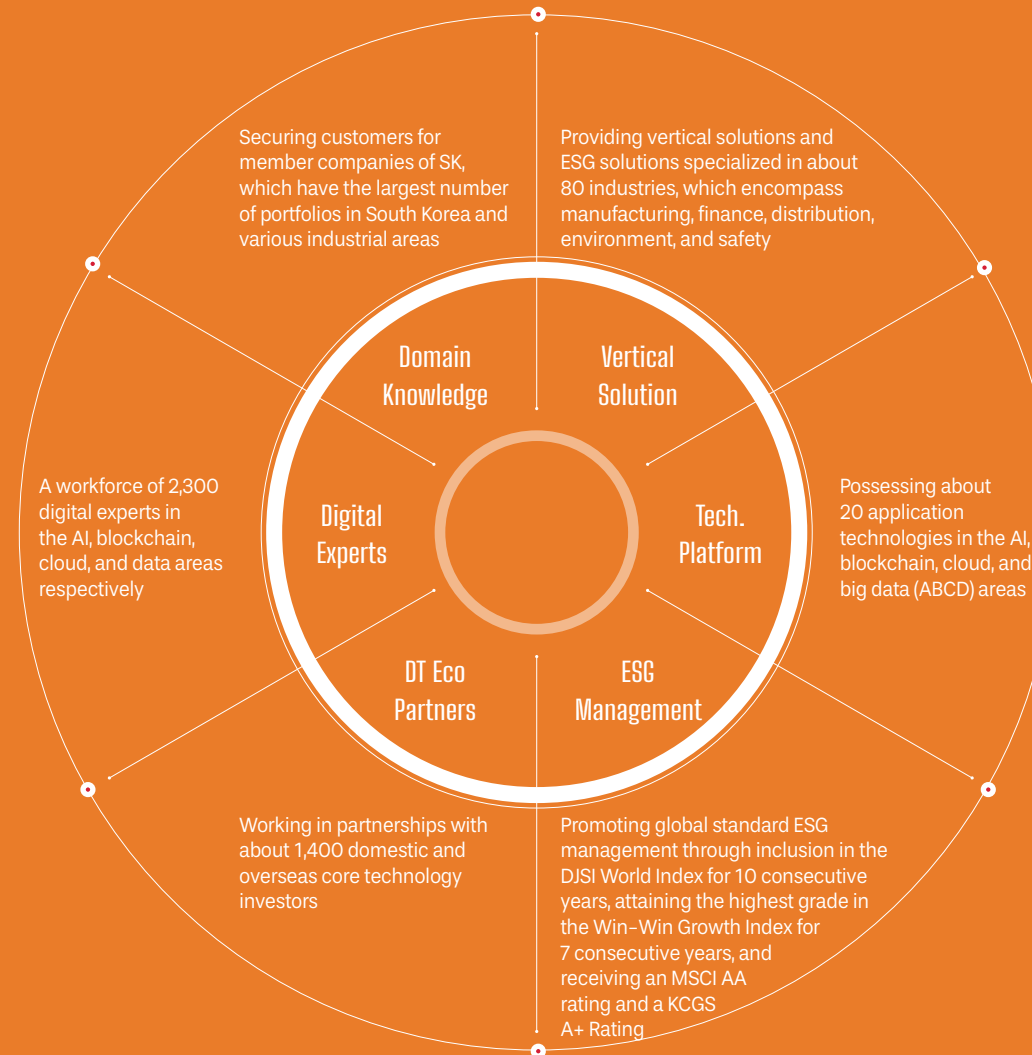 Securing customers for
member companies of SK,
which have the largest number
of portfolios in South Korea and
various industrial areas
Providing vertical solutions and
ESG solutions specialized in about
80 industries, which encompass
manufacturing, finance, distribution,
environment, and safety
Domain
Knowledge
Vertical
Solution
A workforce of 2,300
digital experts in
the AI, blockchain,
cloud, and data areas
respectively
Digital
Experts
Tech.
Platform
Possessing about
20 application
technologies in the AI,
blockchain, cloud, and
big data (ABCD) areas
DT Eco
Partners
ESG
Management
Working in partnerships with
about 1,400 domestic and
overseas core technology
investors
Promoting global standard ESG
management through inclusion in the
DJSI World Index for 10 consecutive
years, attaining the highest grade in
the Win-Win Growth Index for
7 consecutive years, and
receiving an MSCI AA
rating and a KCGS
A+ Rating